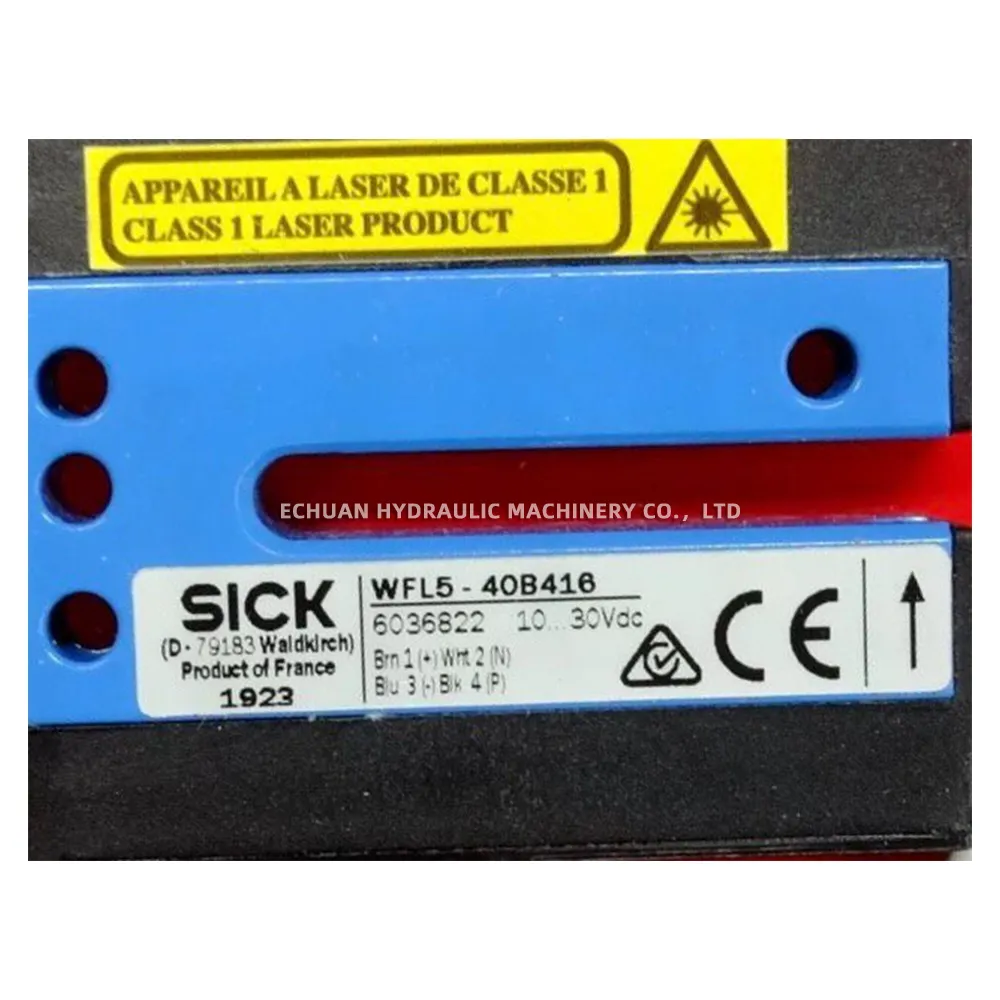 APPAREIL A LASER DE CLASSE 1
CLASS 1 LASER PRODUCT
ECHUAN HYDRAULIC MACHINERY CO., LTD
SICK
(D-79183 Waldkirch)
Product of France
1923
WFL5-40B416
6036822 10...30Vdc
Brn 1 (+) Wht 2 (N)
Blu 3 (-) Blk 4 (P)
CE